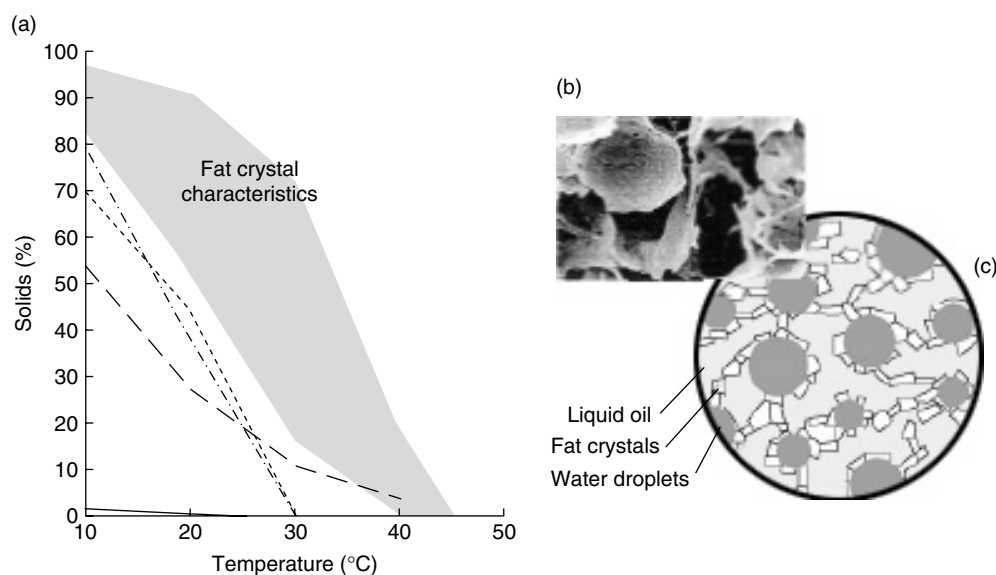 (a)
100
90
80
70
60
50
40
30
20
10
0
Solids (%)
Fat crystal
characteristics
10
20
30
40
50
Temperature (°C)
(b)
(c)
Liquid oil
Fat crystals
Water droplets